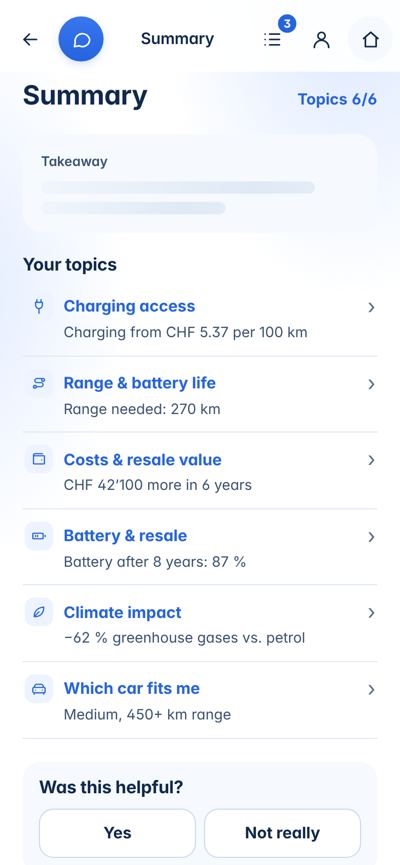 Summary
3
Summary
Topics 6/6
Takeaway
Your topics
Charging access
Charging from CHF 5.37 per 100 km
Range & battery life
Range needed: 270 km
Costs & resale value
CHF 42’100 more in 6 years
Battery & resale
Battery after 8 years: 87 %
Climate impact
−62 % greenhouse gases vs. petrol
Which car fits me
Medium, 450+ km range
Was this helpful?
Yes
Not really